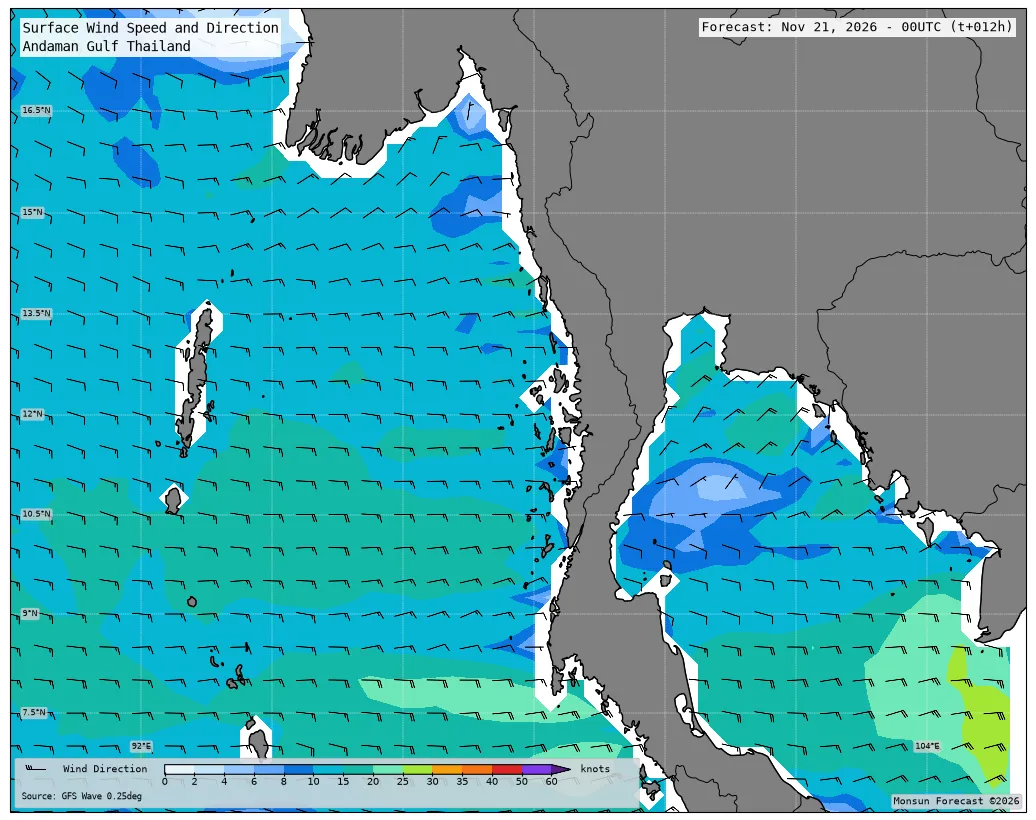 Surface Wind Speed and Direction
Andaman Gulf Thailand
Forecast: Nov 21, 2026 - 00UTC (t+012h)
16.5°N
15°N
13.5°N
12°N
10.5°N
9°N
7.5°N
92°E
104°E
Wind Direction
knots
0 2 4 6 8 10 15 20 25 30 35 40 50 60
Source: GFS Wave 0.25deg
Monsun Forecast ©2026